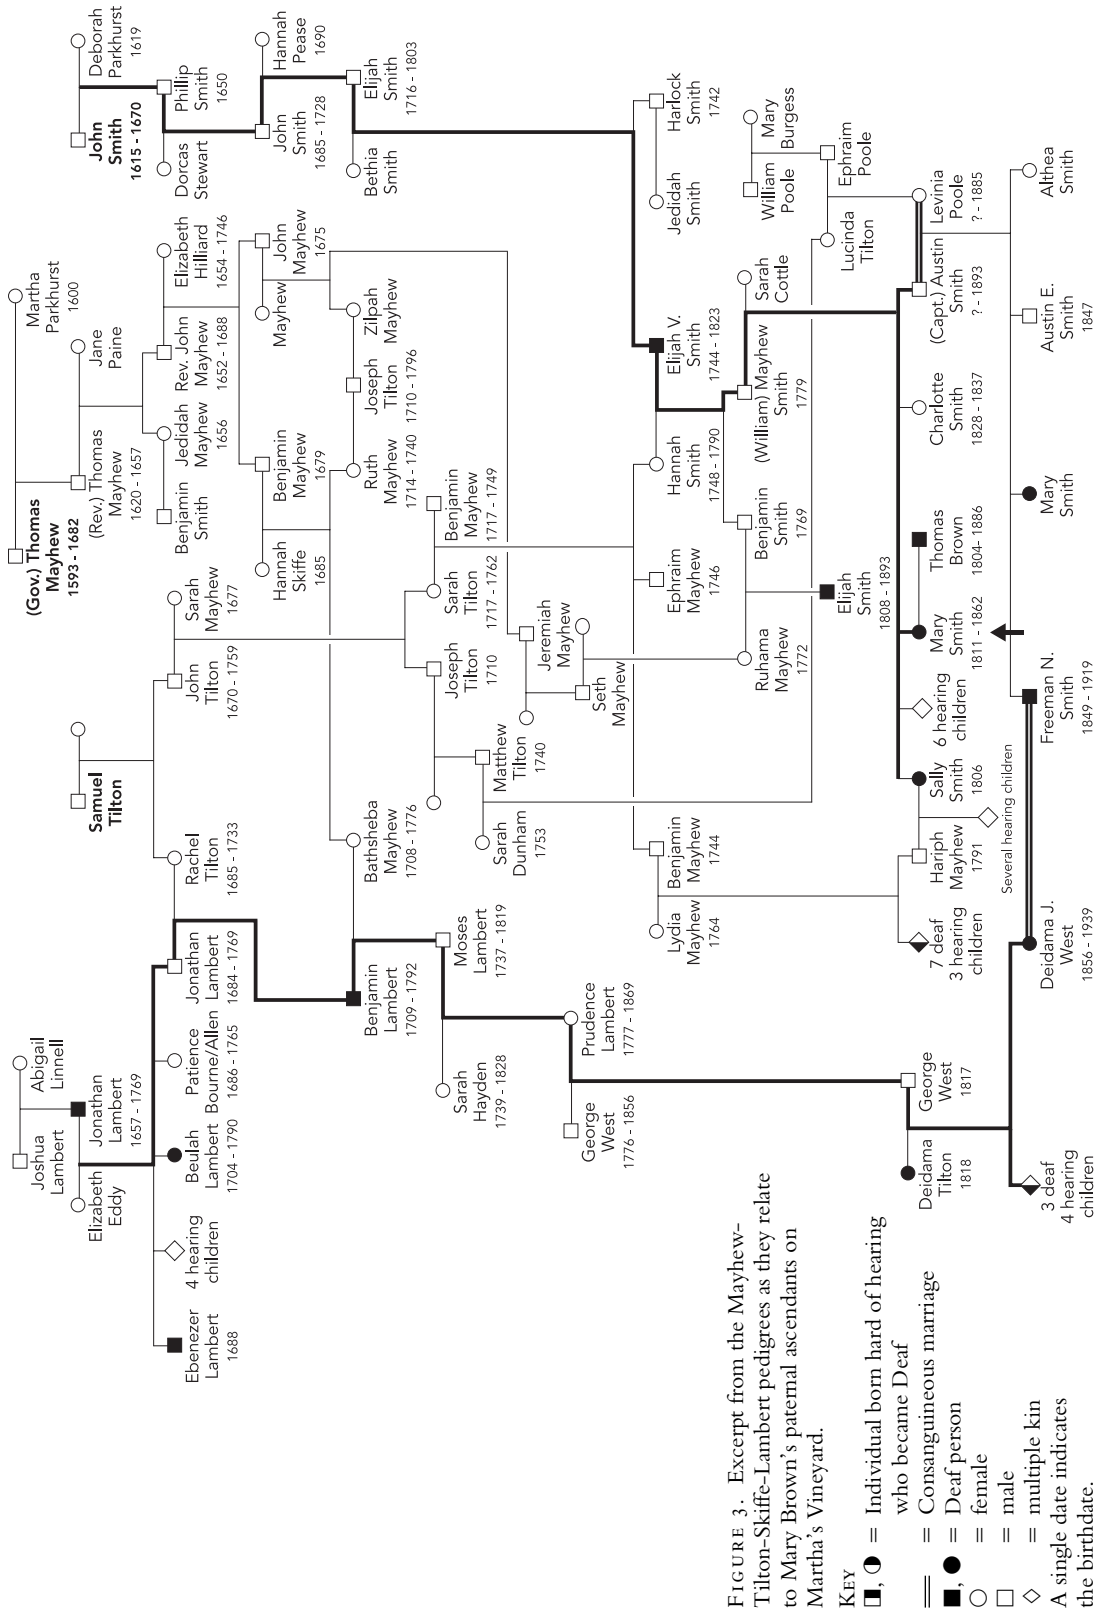 Joshua
Lambert
Abigail
Linnell
Elizabeth
Eddy
Jonathan
Lambert
1657 - 1769
Ebenezer
Lambert
1688
4 hearing
children
Beulah
Lambert
1704 - 1790
Patience
Bourne/Allen
1686 - 1765
Jonathan
Lambert
1684 - 1769
Rachel
Tilton
1685 - 1733
Samuel
Tilton
John
Tilton
1670 - 1759
Sarah
Mayhew
1677
(Gov.) Thomas
Mayhew
1593 - 1682
Martha
Parkhurst
1600
(Rev.) Thomas
Mayhew
1620 - 1657
Jane
Paine
Benjamin
Smith
Jedidah
Mayhew
1656
Rev. John
Mayhew
1652 - 1688
Elizabeth
Hilliard
1654 - 1746
John
Smith
1615 - 1670
Deborah
Parkhurst
1619
Dorcas
Stewart
Phillip
Smith
1650
Hannah
Skiffe
1685
Benjamin
Mayhew
1679
Mayhew
John
Mayhew
1675
John
Smith
1685 - 1728
Hannah
Pease
1690
Benjamin
Lambert
1709 - 1792
Bathsheba
Mayhew
1708 - 1776
Ruth
Mayhew
1714 - 1740
Joseph
Tilton
1710 - 1796
Zilpah
Mayhew
Bethia
Smith
Elijah
Smith
1716 - 1803
Sarah
Hayden
1739 - 1828
Moses
Lambert
1737 - 1819
Joseph
Tilton
1710
Sarah
Tilton
1717 - 1762
Benjamin
Mayhew
1717 - 1749
Sarah
Dunham
1753
Matthew
Tilton
1740
Jeremiah
Mayhew
Seth
Mayhew
George
West
1776 - 1856
Prudence
Lambert
1777 - 1869
Lydia
Mayhew
1764
Benjamin
Mayhew
1744
Ephraim
Mayhew
1746
Hannah
Smith
1748 - 1790
Elijah V.
Smith
1744 - 1823
Jedidah
Smith
Harlock
Smith
1742
Ruhama
Mayhew
1772
Benjamin
Smith
1769
(William) Mayhew
Smith
1779
Sarah
Cottle
William
Poole
Mary
Burgess
Elijah
Smith
1808 - 1893
Lucinda
Tilton
Ephraim
Poole
Deidama
Tilton
1818
George
West
1817
7 deaf
3 hearing
children
Hariph
Mayhew
1791
Sally
Smith
1806
6 hearing
children
Mary
Smith
1811 - 1862
Thomas
Brown
1804- 1886
Charlotte
Smith
1828 - 1837
(Capt.) Austin
Smith
? - 1893
Levinia
Poole
? - 1885
Several hearing children
3 deaf
4 hearing
children
Deidama J.
West
1856 - 1939
Freeman N.
Smith
1849 - 1919
Mary
Smith
Austin E.
Smith
1847
Althea
Smith
FIGURE 3. Excerpt from the Mayhew–
Tilton-Skiffe-Lambert pedigrees as they relate
to Mary Brown's paternal ascendants on
Martha's Vineyard.
KEY
, = Individual born hard of hearing
who became Deaf
= Consanguineous marriage
, = Deaf person
= female
= male
= multiple kin
A single date indicates
the birthdate.